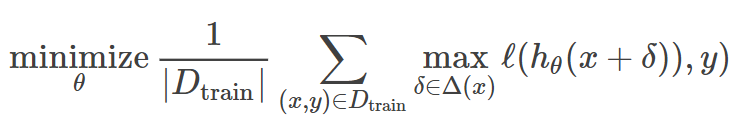 minimize_θ 1/|D_train| ∑_{(x,y)∈D_train} max_{δ∈Δ(x)} ℓ(h_θ(x + δ)), y)